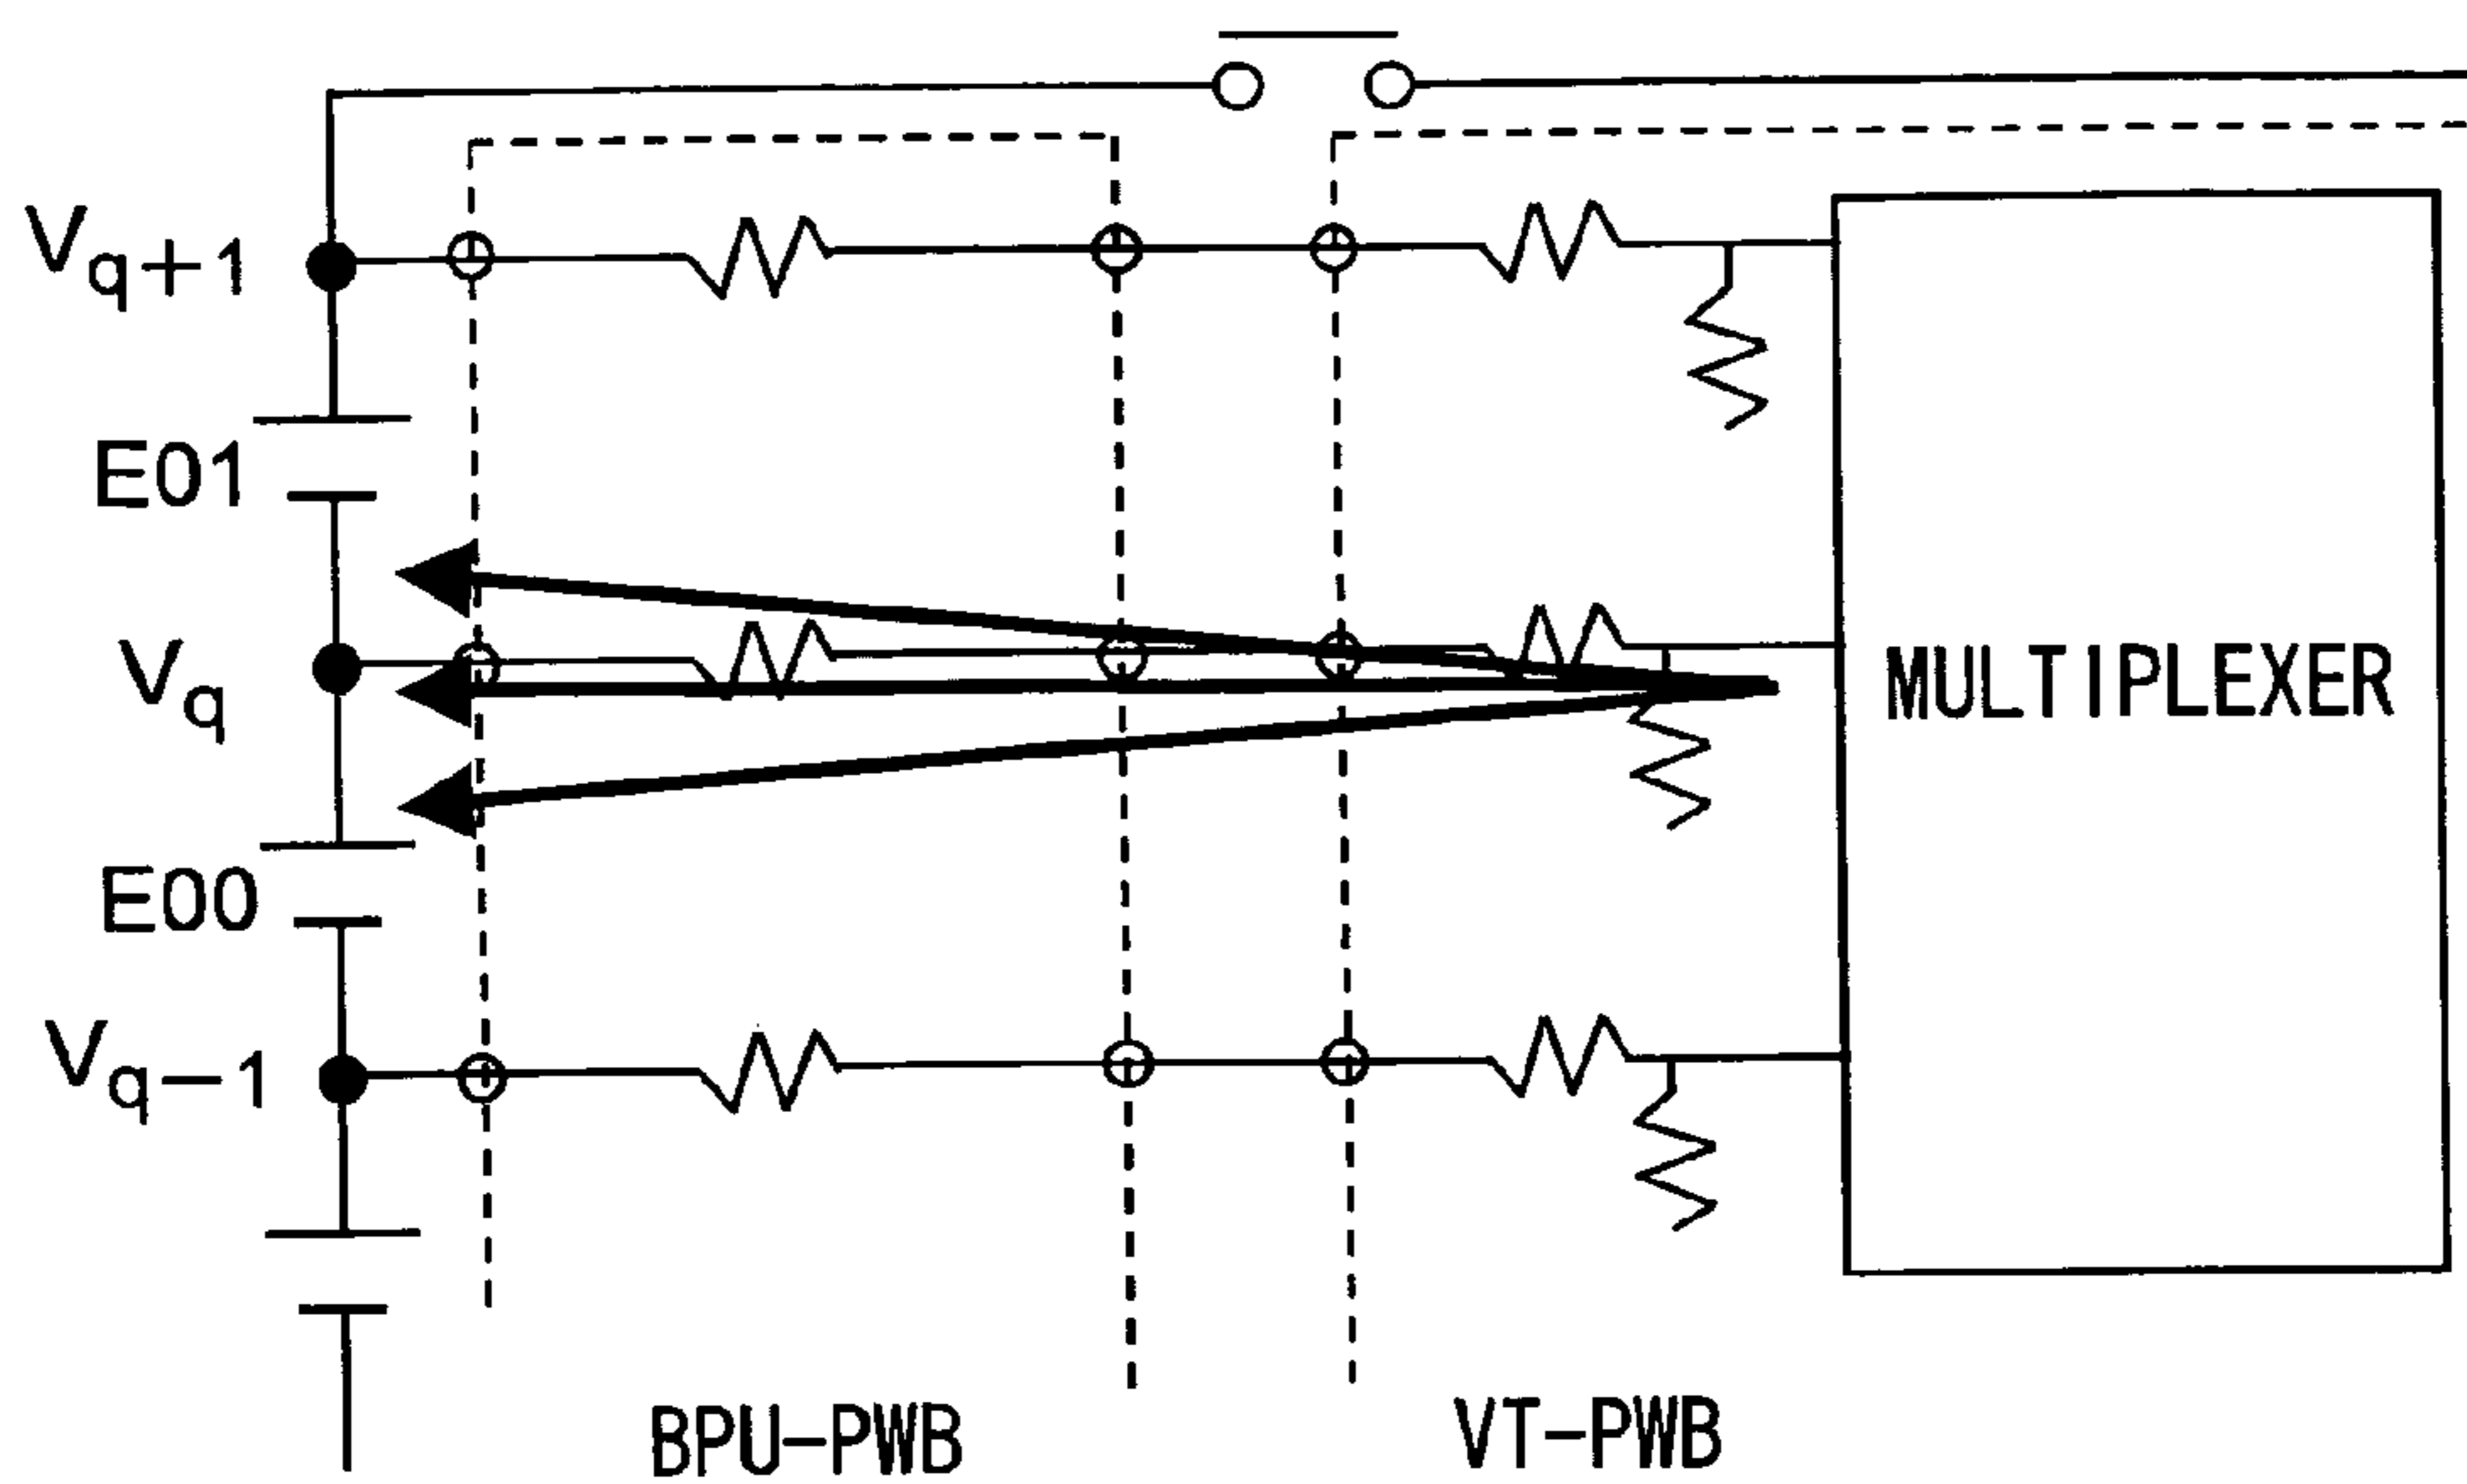 Vq+1
E01
Vq
MULTIPLEXER
E00
Vq-1
BPU-PWB
VT-PWB